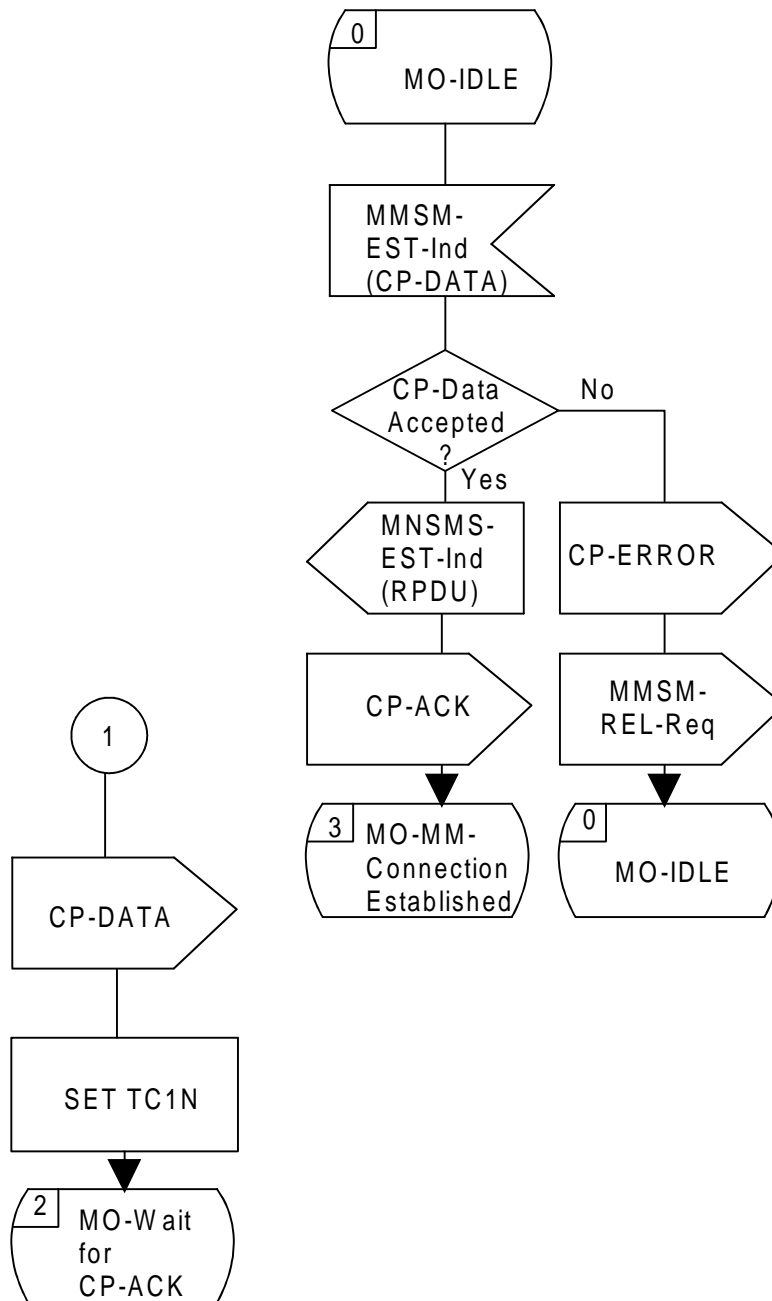 0
MO-IDLE
MMSM-
EST-Ind
(CP-DATA)
CP-Data
Accepted
?
No
Yes
MNSMS-
EST-Ind
(RPDU)
CP-ERROR
CP-ACK
MMSM-
REL-Req
3
MO-MM-
Connection
Established
0
MO-IDLE
1
CP-DATA
SET TC1N
2
MO-Wait
for
CP-ACK